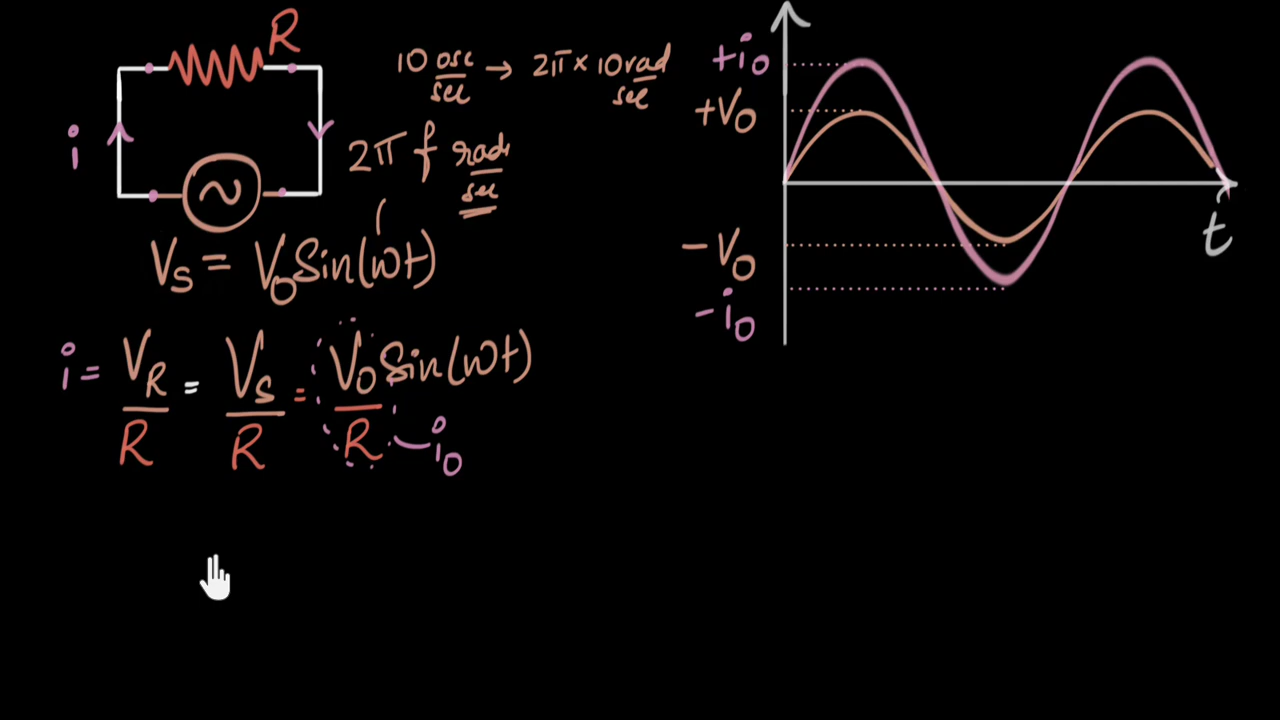 R
10 osc/sec → 2π × 10 rad/sec
i
2π f rad/sec
Vs = V0 Sin(ωt)
i = VR/R = Vs/R = V0/R Sin(ωt)
i0
+i0
+V0
-V0
-i0
t